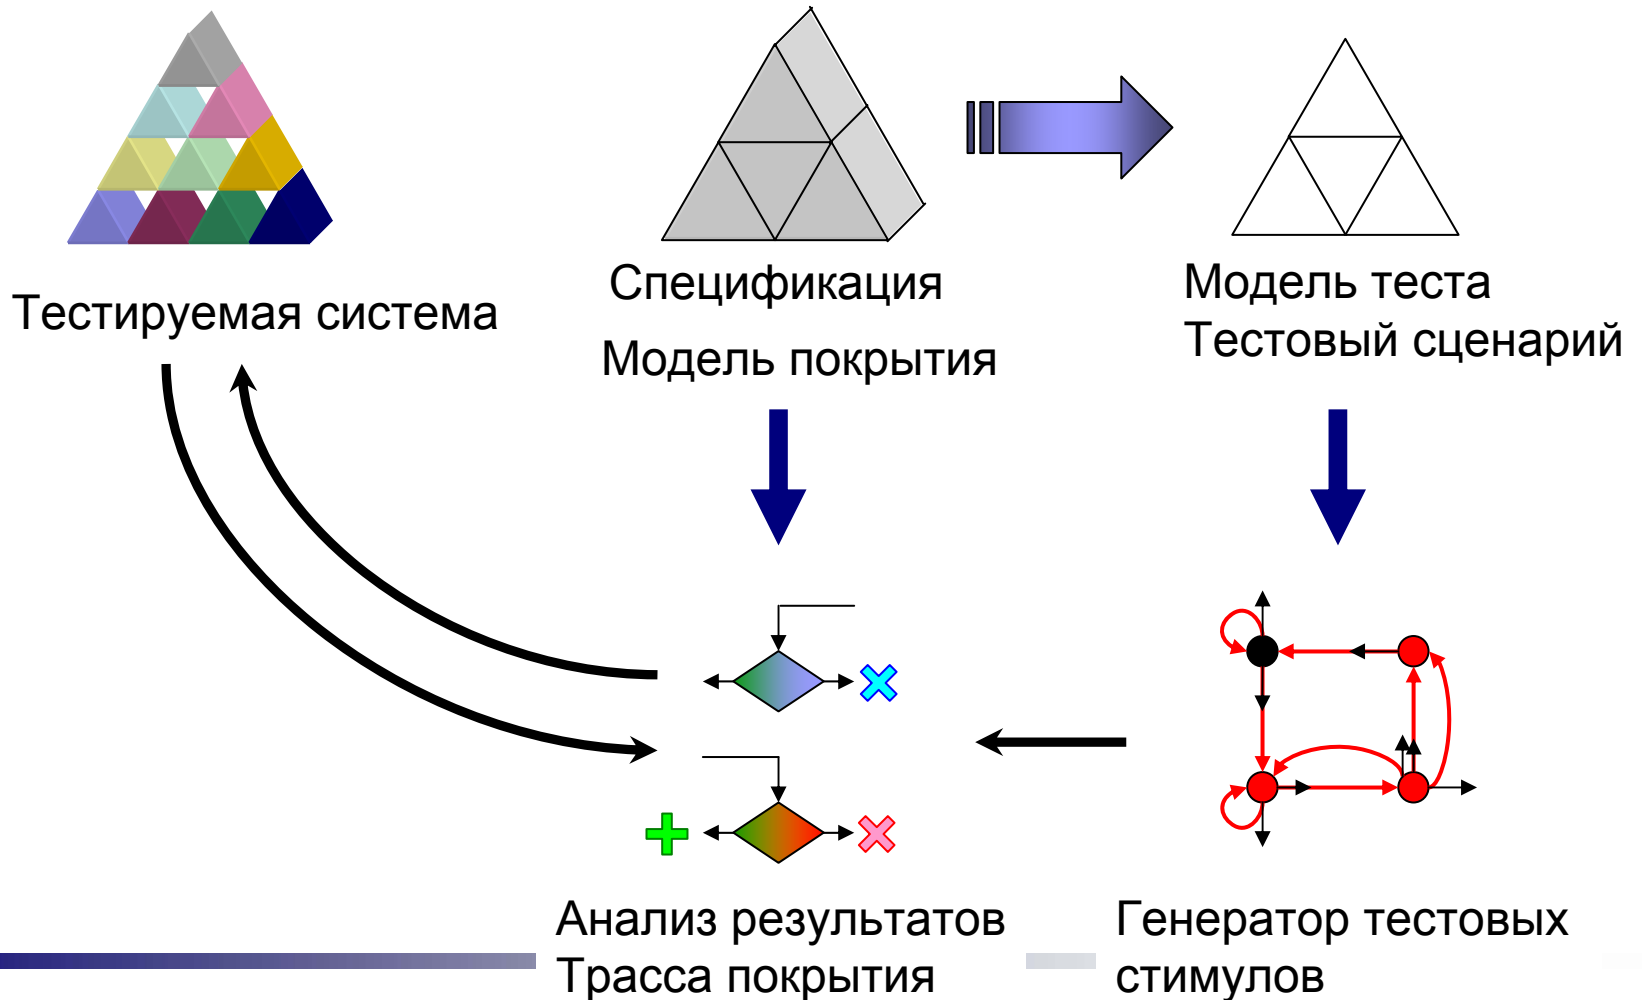 Тестируемая система
Спецификация
Модель покрытия
Модель теста
Тестовый сценарий
Анализ результатов
Трасса покрытия
Генератор тестовых
стимулов